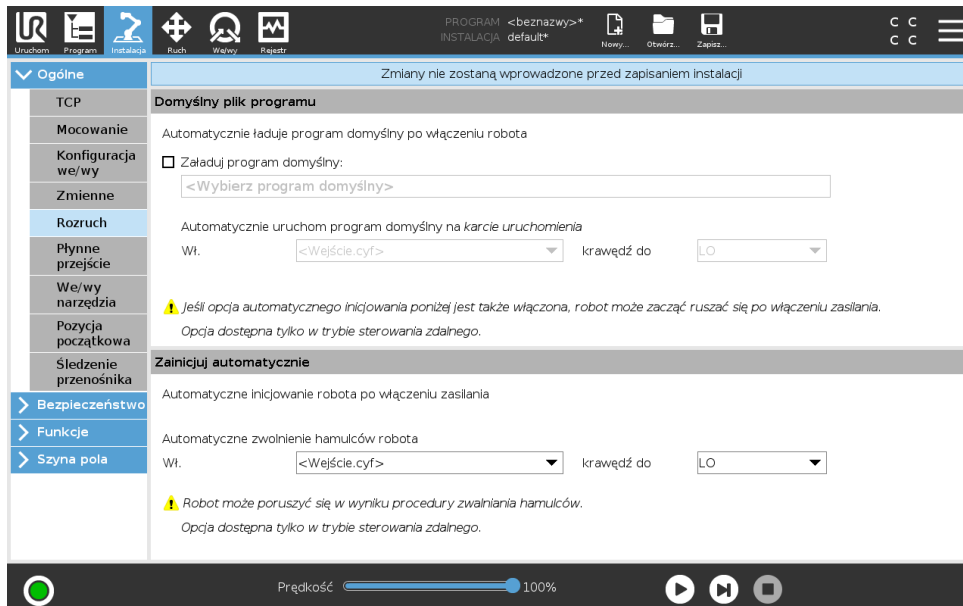 UR
Uruchom
Program
Instalacja
Ruch
We/wy
Rejestr
PROGRAM <beznazwy>*
INSTALACJA default*
Nowy...
Otwórz...
Zapisz...
C C
C C
Ogólne
TCP
Mocowanie
Konfiguracja
we/wy
Zmienne
Rozruch
Płynne
przejście
We/wy
narzędzia
Pozycja
początkowa
Śledzenie
przenośnika
Bezpieczeństwo
Funkcje
Szyna pola
Zmiany nie zostaną wprowadzone przed zapisaniem instalacji
Domyślny plik programu
Automatycznie ładuje program domyślny po włączeniu robota
Załaduj program domyślny:
<Wybierz program domyślny>
Automatycznie uruchom program domyślny na karcie uruchomienia
Wł. <Wejście.cyf> krawędź do LO
Jeśli opcja automatycznego inicjowania poniżej jest także włączona, robot może zacząć ruszać się po włączeniu zasilania.
Opcja dostępna tylko w trybie sterowania zdalnego.
Zainicjuj automatycznie
Automatyczne inicjowanie robota po włączeniu zasilania
Automatyczne zwolnienie hamulców robota
Wł. <Wejście.cyf> krawędź do LO
Robot może poruszyć się w wyniku procedury zwalniania hamulców.
Opcja dostępna tylko w trybie sterowania zdalnego.
Prędkość 100%